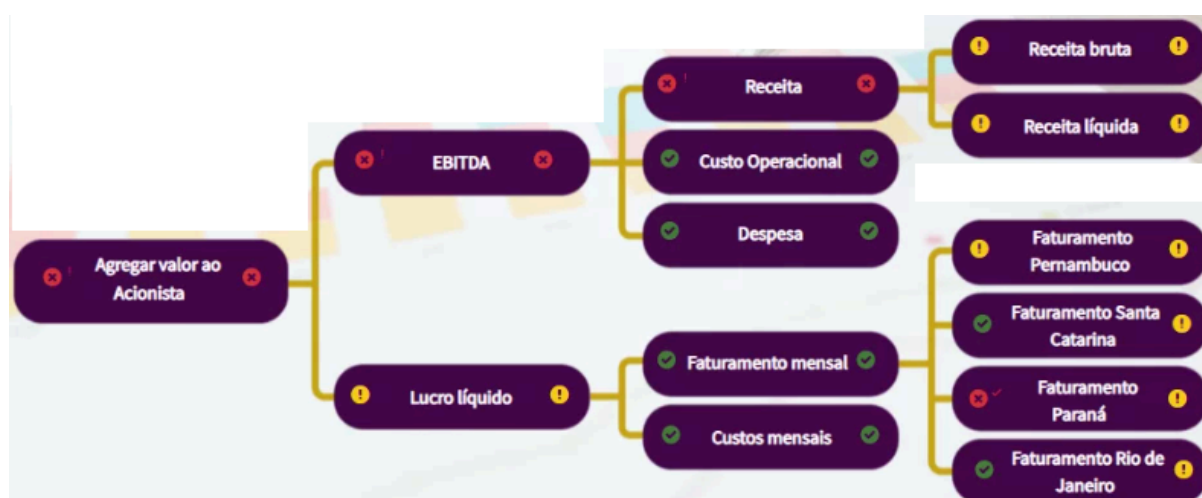 Receita bruta
Receita
Receita líquida
EBITDA
Custo Operacional
Despesa
Agregar valor ao
Acionista
Faturamento
Pernambuco
Faturamento Santa
Catarina
Faturamento mensal
Lucro líquido
Faturamento
Paraná
Custos mensais
Faturamento Rio de
Janeiro